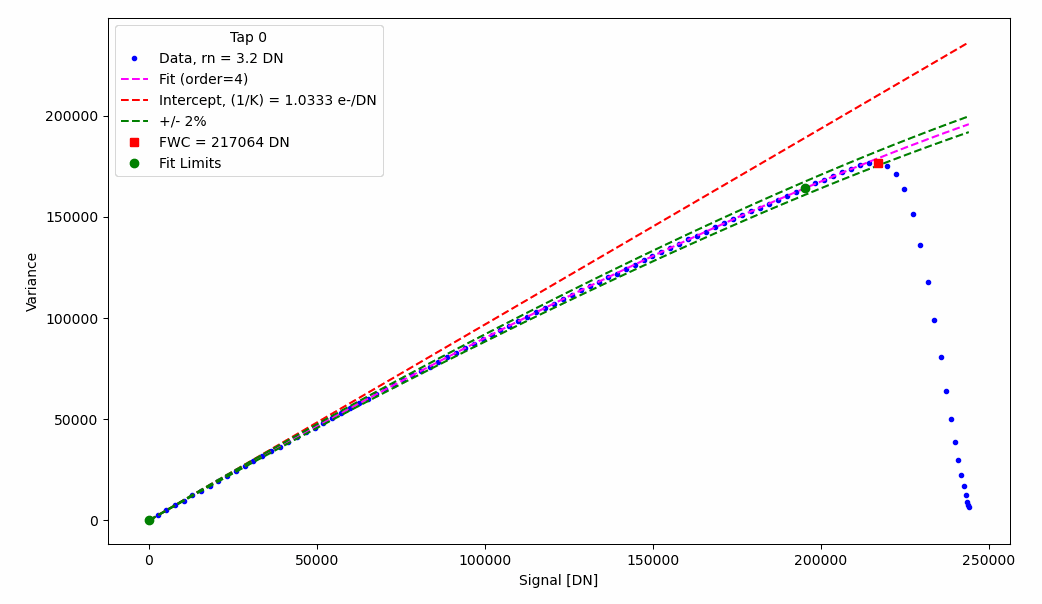 Tap 0
Data, rn = 3.2 DN
Fit (order=4)
Intercept, (1/K) = 1.0333 e-/DN
+/- 2%
FWC = 217064 DN
Fit Limits
Variance
200000
150000
100000
50000
0
0 50000 100000 150000 200000 250000
Signal [DN]